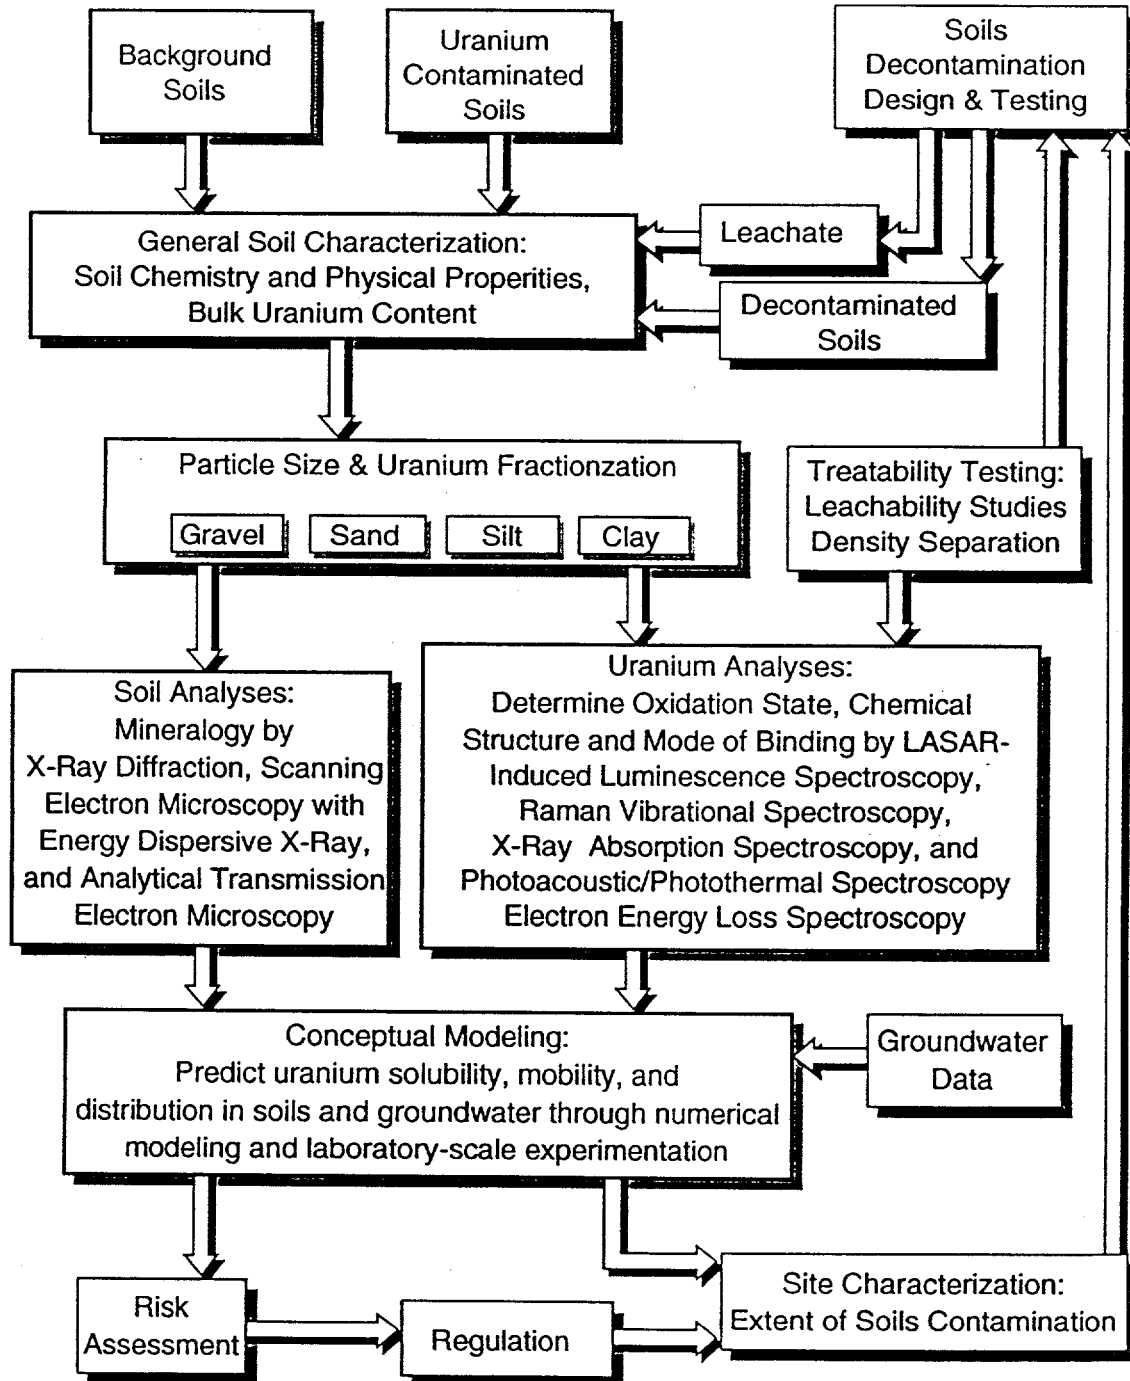 Background
Soils
Uranium
Contaminated
Soils
Soils
Decontamination
Design & Testing
General Soil Characterization:
Soil Chemistry and Physical Properities,
Bulk Uranium Content
Leachate
Decontaminated
Soils
Particle Size & Uranium Fractionzation
Gravel
Sand
Silt
Clay
Treatability Testing:
Leachability Studies
Density Separation
Soil Analyses:
Mineralogy by
X-Ray Diffraction, Scanning
Electron Microscopy with
Energy Dispersive X-Ray,
and Analytical Transmission
Electron Microscopy
Uranium Analyses:
Determine Oxidation State, Chemical
Structure and Mode of Binding by LASAR-
Induced Luminescence Spectroscopy,
Raman Vibrational Spectroscopy,
X-Ray Absorption Spectroscopy, and
Photoacoustic/Photothermal Spectroscopy
Electron Energy Loss Spectroscopy
Conceptual Modeling:
Predict uranium solubility, mobility, and
distribution in soils and groundwater through numerical
modeling and laboratory-scale experimentation
Groundwater
Data
Risk
Assessment
Regulation
Site Characterization:
Extent of Soils Contamination